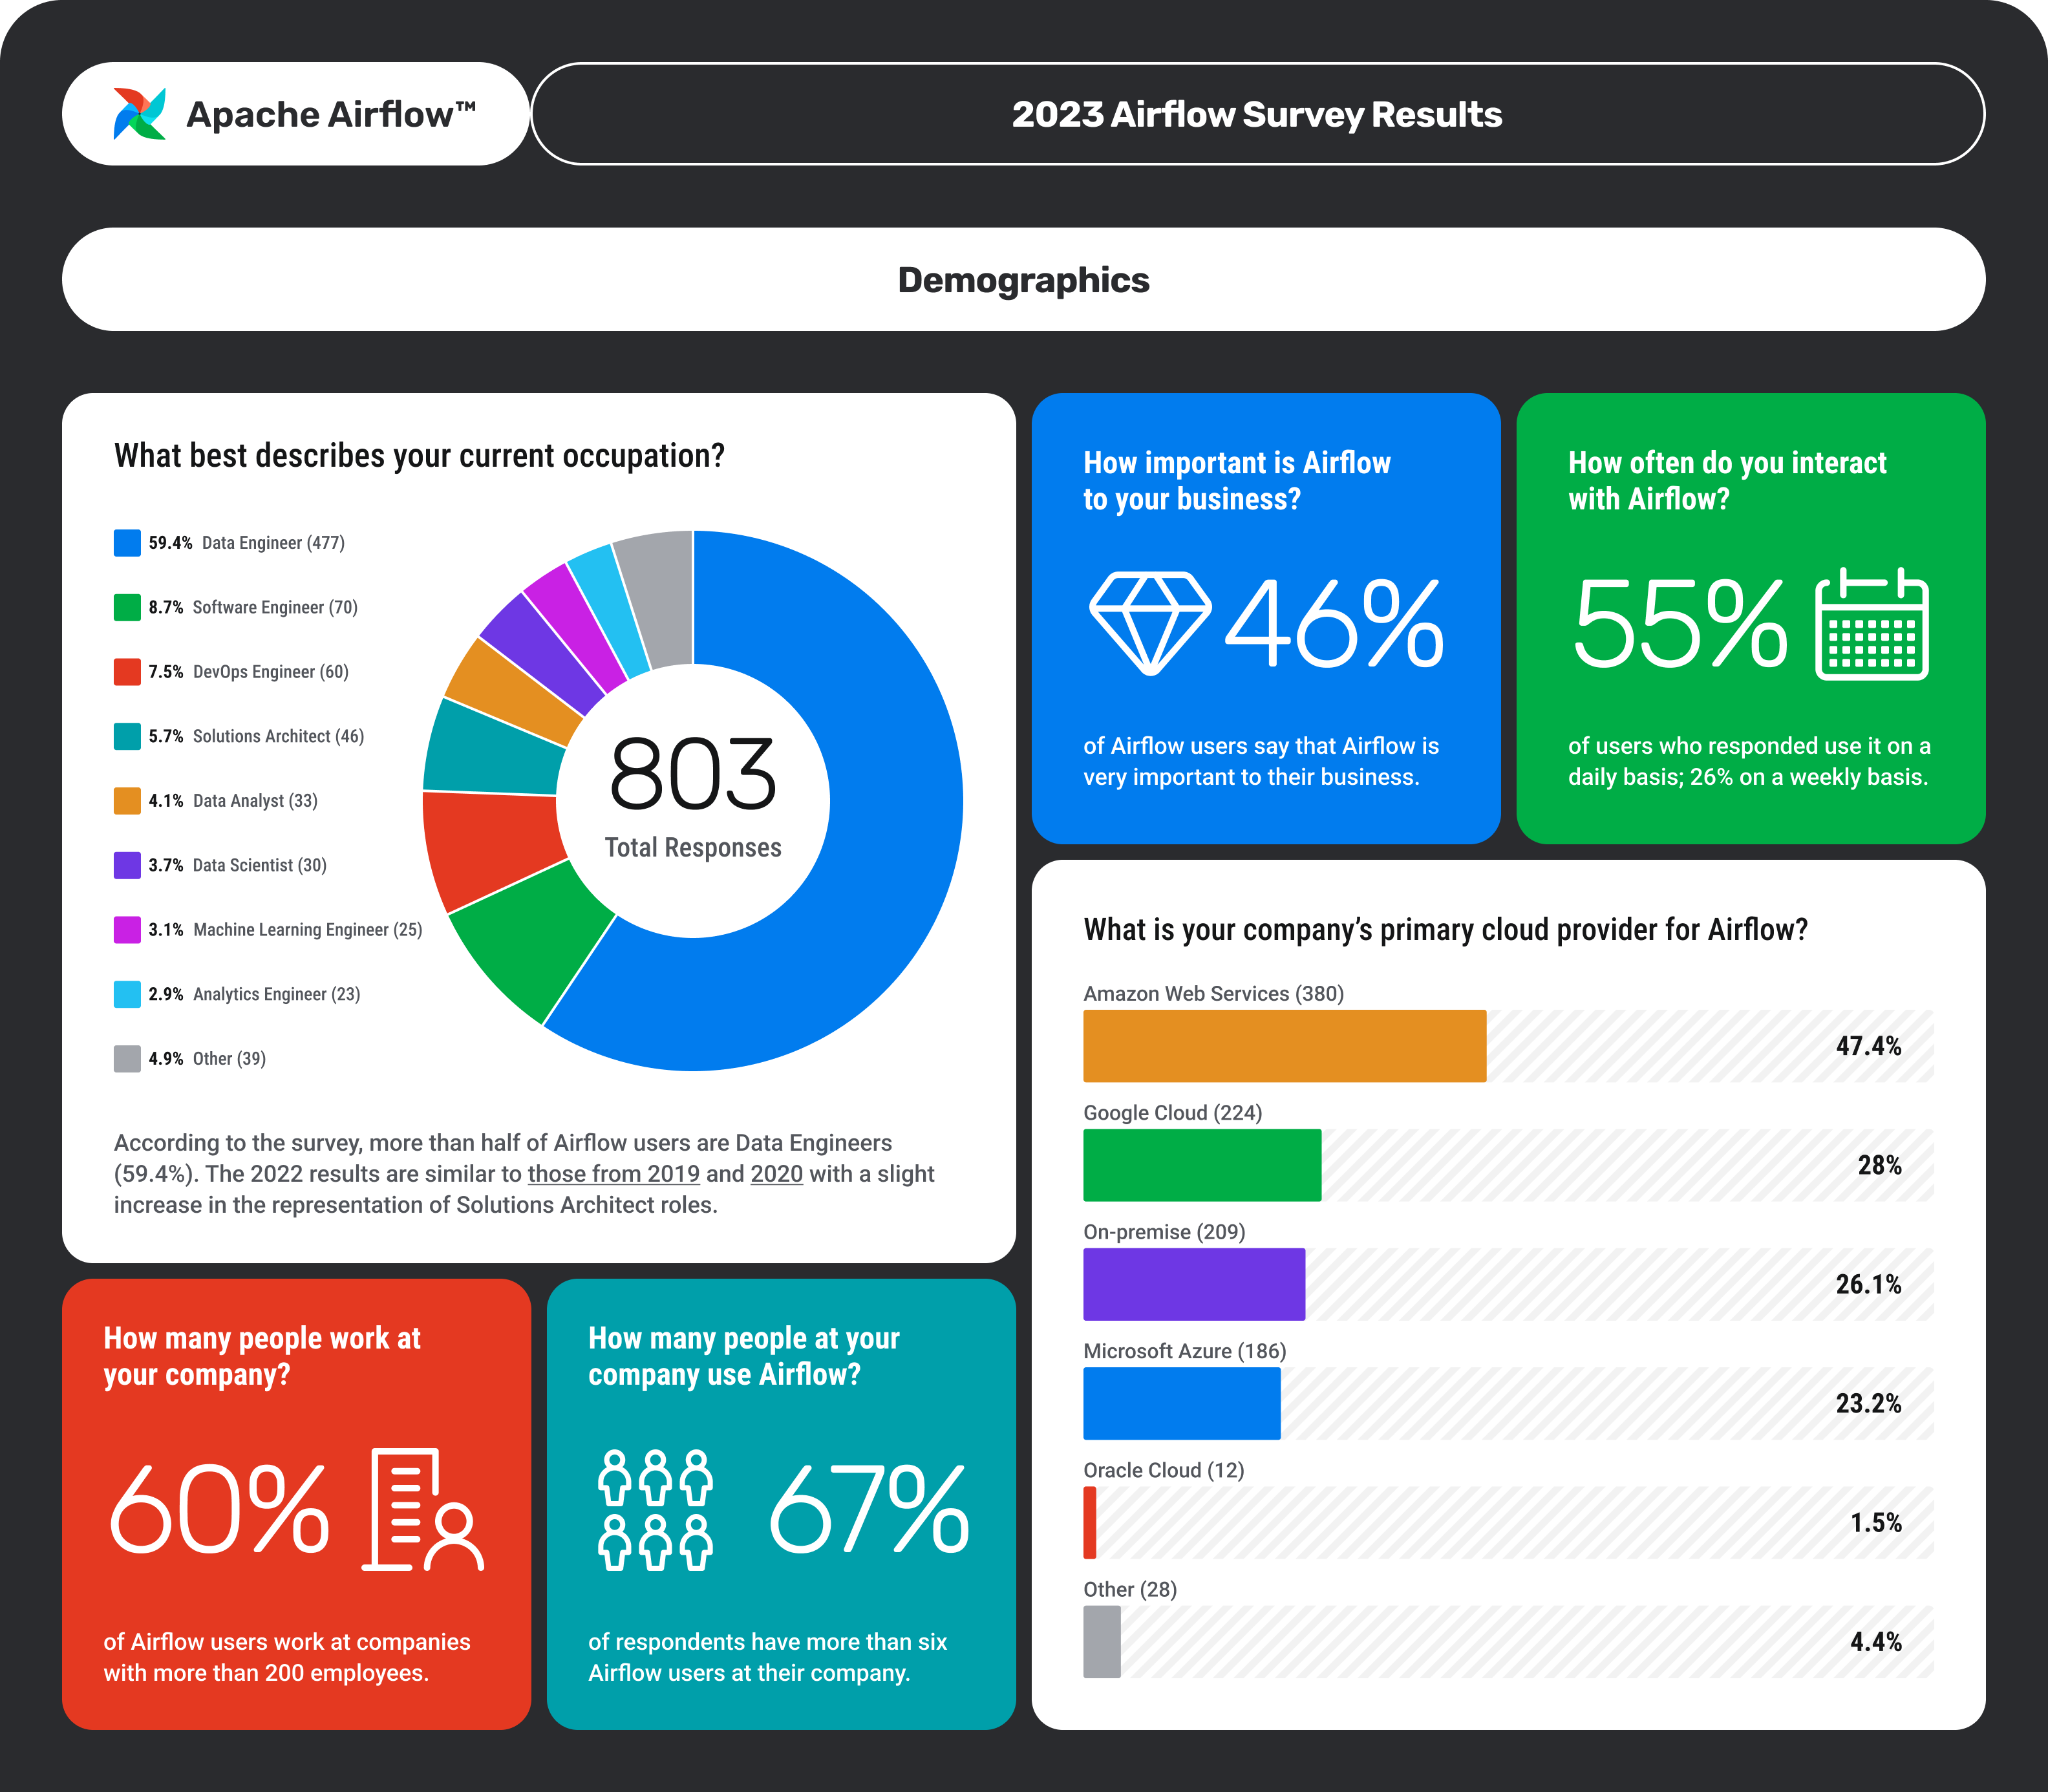 Apache Airflow™
2023 Airflow Survey Results
Demographics
What best describes your current occupation?
59.4% Data Engineer (477)
8.7% Software Engineer (70)
7.5% DevOps Engineer (60)
5.7% Solutions Architect (46)
4.1% Data Analyst (33)
3.7% Data Scientist (30)
3.1% Machine Learning Engineer (25)
2.9% Analytics Engineer (23)
4.9% Other (39)
803
Total Responses
According to the survey, more than half of Airflow users are Data Engineers
(59.4%). The 2022 results are similar to those from 2019 and 2020 with a slight
increase in the representation of Solutions Architect roles.
How important is Airflow
to your business?
46%
of Airflow users say that Airflow is
very important to their business.
How often do you interact
with Airflow?
55%
of users who responded use it on a
daily basis; 26% on a weekly basis.
How many people work at
your company?
60%
of Airflow users work at companies
with more than 200 employees.
How many people at your
company use Airflow?
67%
of respondents have more than six
Airflow users at their company.
What is your company’s primary cloud provider for Airflow?
Amazon Web Services (380)
47.4%
Google Cloud (224)
28%
On-premise (209)
26.1%
Microsoft Azure (186)
23.2%
Oracle Cloud (12)
1.5%
Other (28)
4.4%